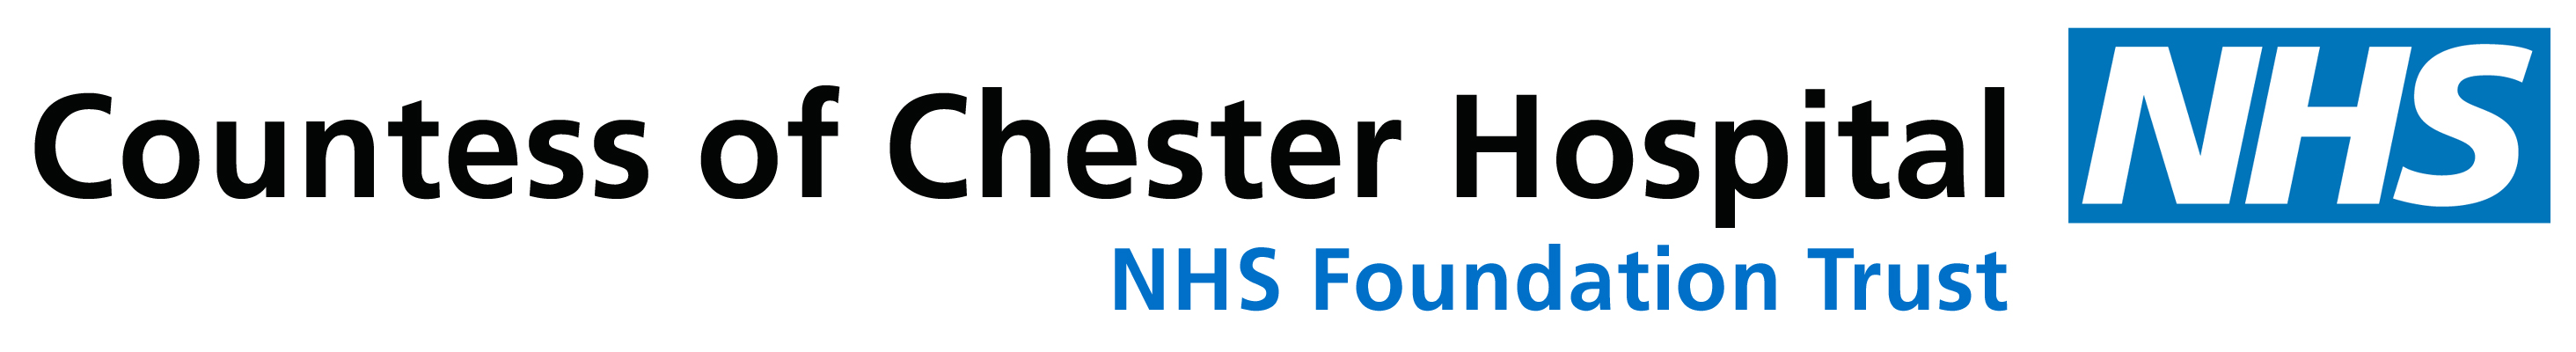 Countess of Chester Hospital NHS
NHS Foundation Trust